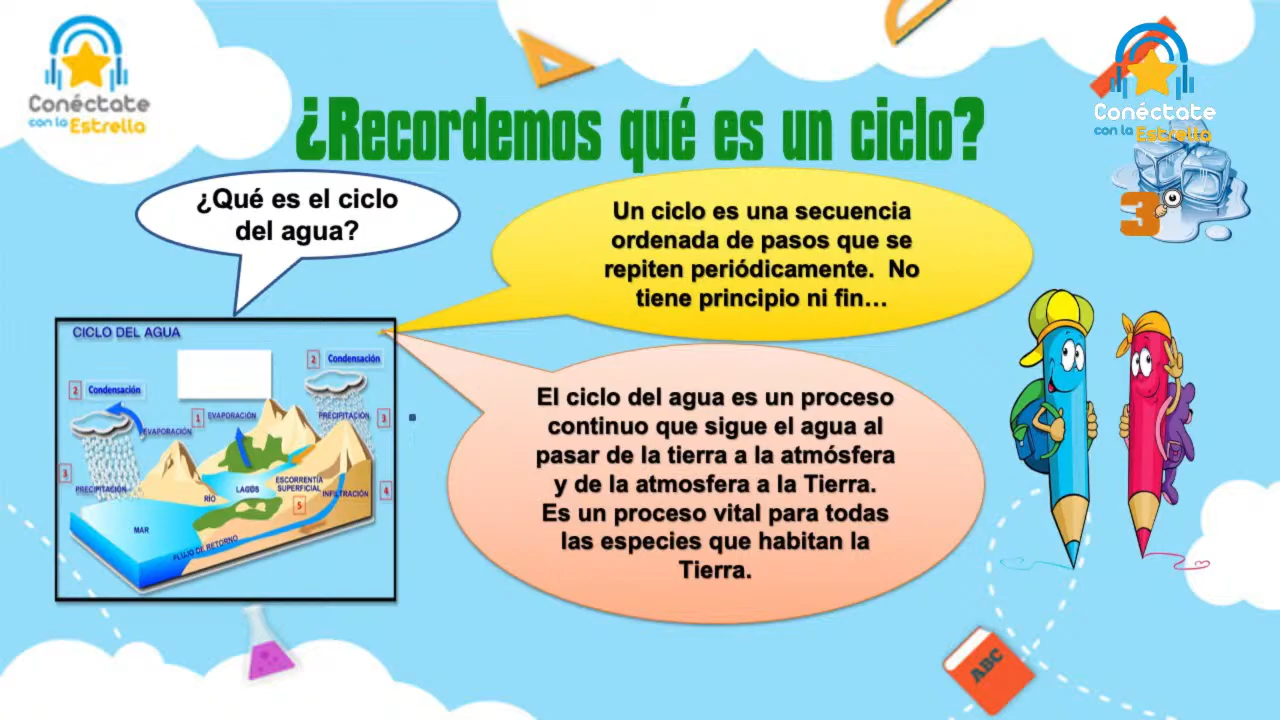 Conéctate
con la Estrella
Conéctate
con la Estrella
3
¿Recordemos qué es un ciclo?
¿Qué es el ciclo
del agua?
Un ciclo es una secuencia
ordenada de pasos que se
repiten periódicamente. No
tiene principio ni fin…
El ciclo del agua es un proceso
continuo que sigue el agua al
pasar de la tierra a la atmósfera
y de la atmosfera a la Tierra.
Es un proceso vital para todas
las especies que habitan la
Tierra.
CICLO DEL AGUA
2 Condensación
2 Condensación
1 EVAPORACIÓN
PRECIPITACIÓN 3
EVAPORACIÓN
3
PRECIPITACIÓN
RÍO
LAGOS
ESCORRENTÍA
SUPERFICIAL
INFILTRACIÓN
4
5
MAR
FLUJO DE RETORNO
ABC